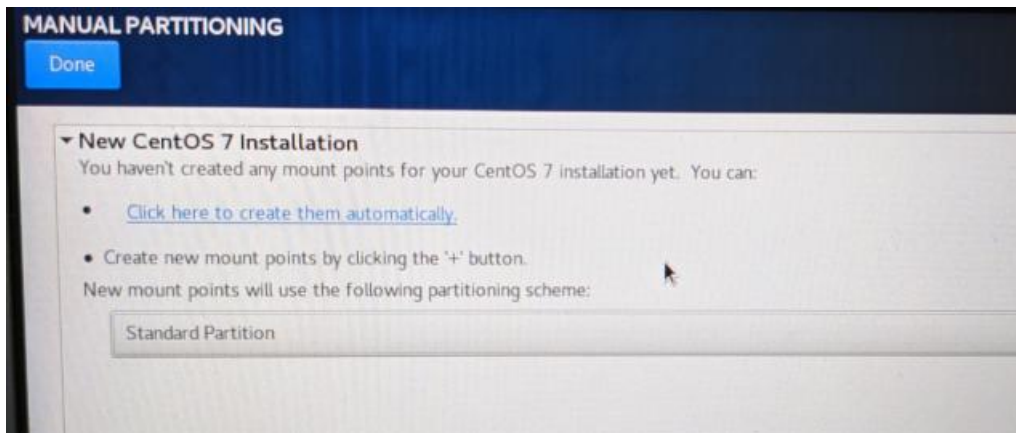 MANUAL PARTITIONING
Done
New CentOS 7 Installation
You haven't created any mount points for your CentOS 7 installation yet. You can:
• Click here to create them automatically.
• Create new mount points by clicking the '+' button.
New mount points will use the following partitioning scheme:
Standard Partition